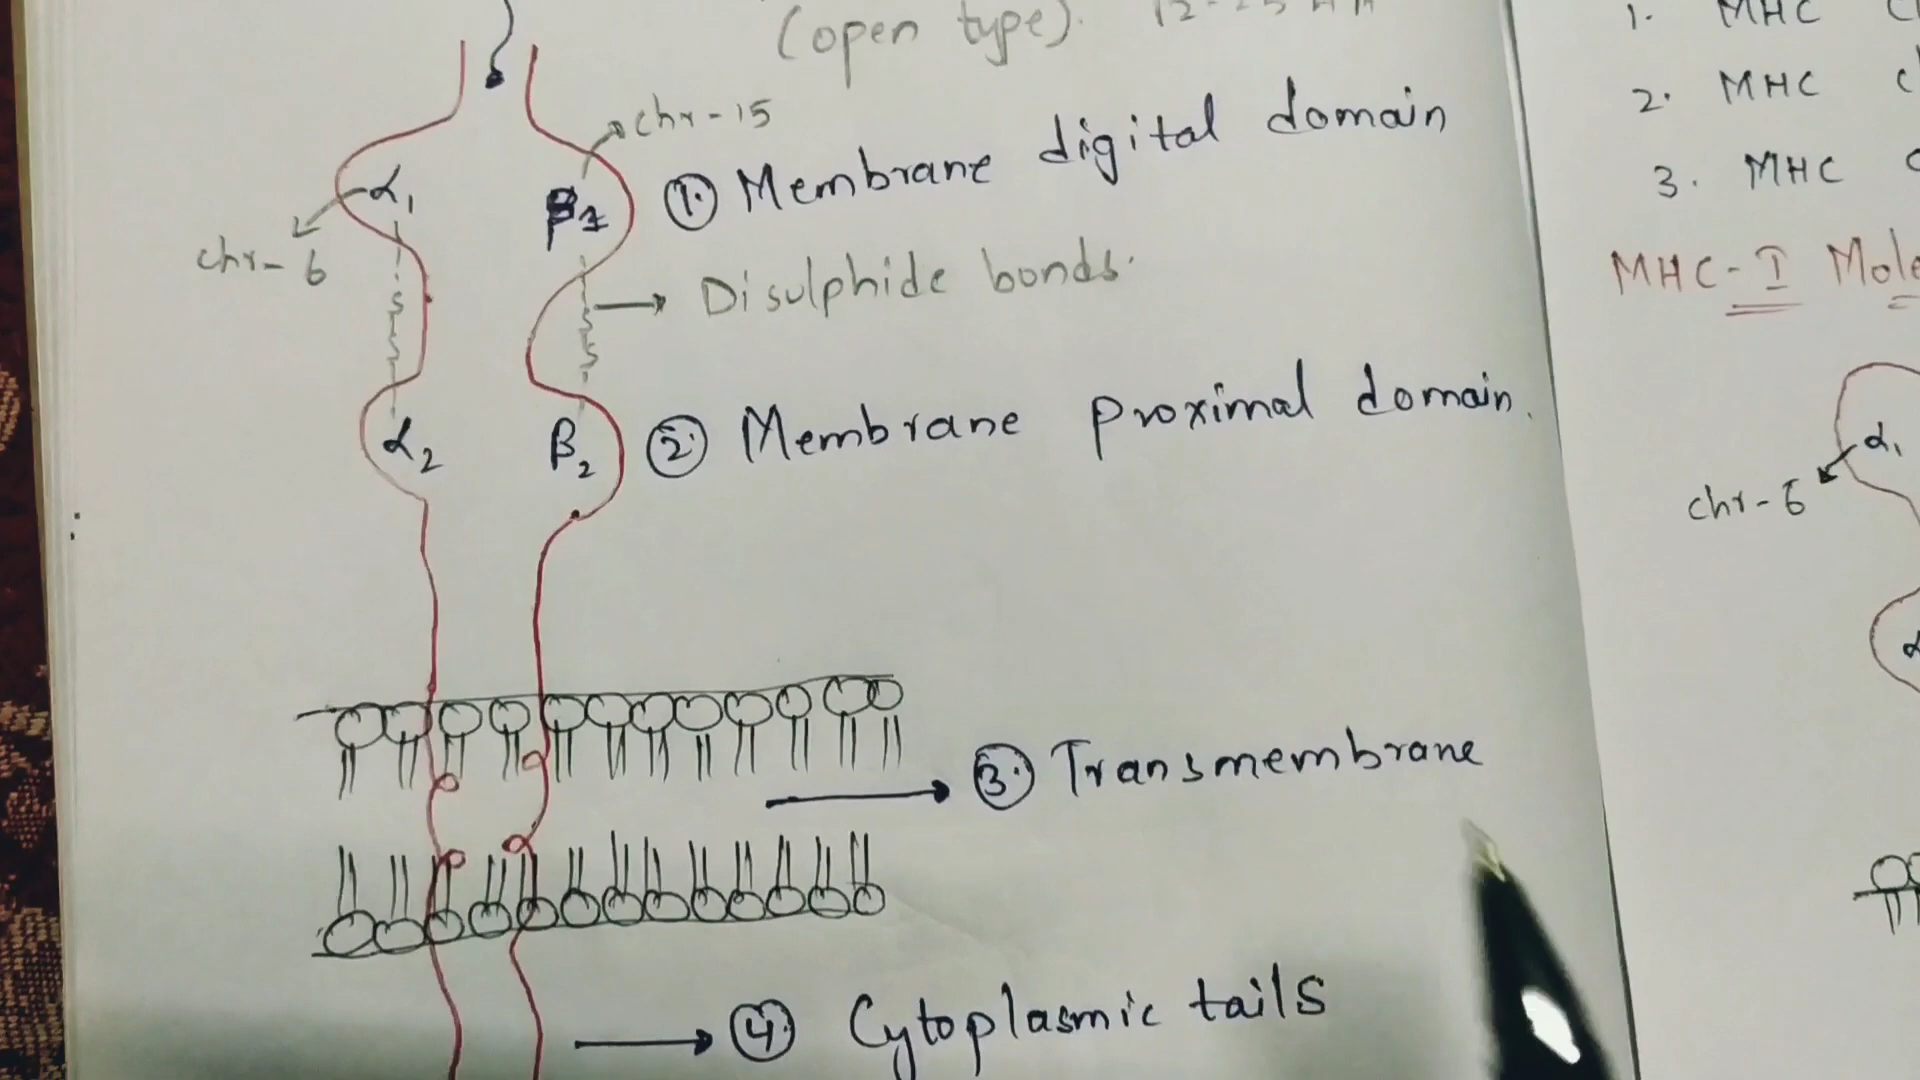 (open type).
chr-15
α1
β1
① Membrane digital domain
chr-6
S
S
Disulphide bonds.
α2
β2
② Membrane proximal domain.
③ Transmembrane
④ Cytoplasmic tails
1. MHC
2. MHC
3. MHC
MHC-I
α1
chr-6